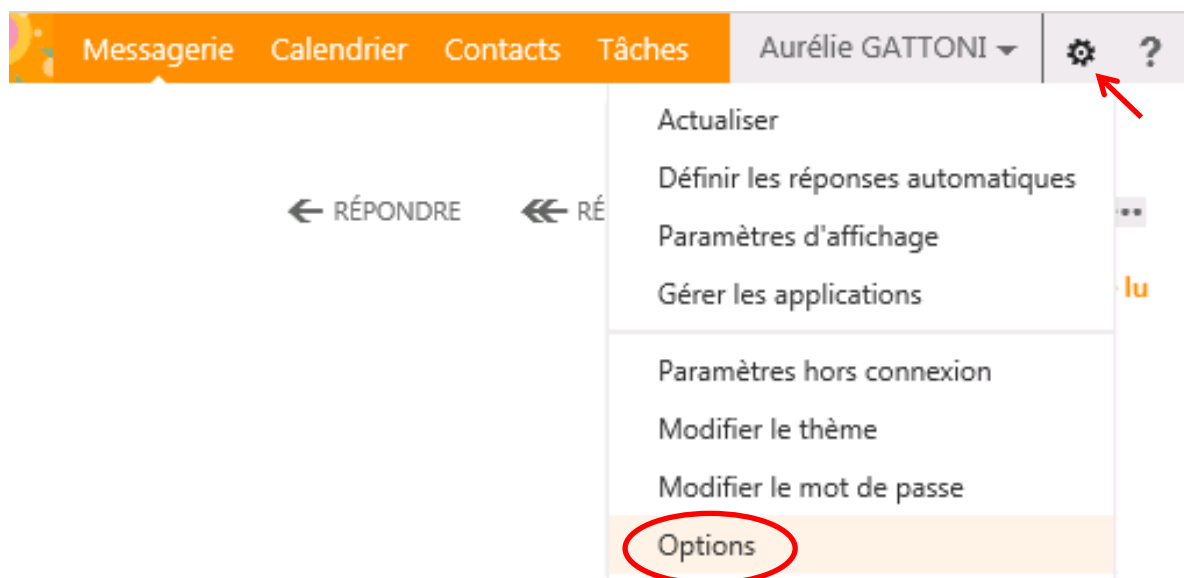 Messagerie Calendrier Contacts Tâches Aurélie GATTONI ?
Actualiser
Définir les réponses automatiques
← RÉPONDRE RÉ ...
Paramètres d'affichage
Gérer les applications
lu
Paramètres hors connexion
Modifier le thème
Modifier le mot de passe
Options